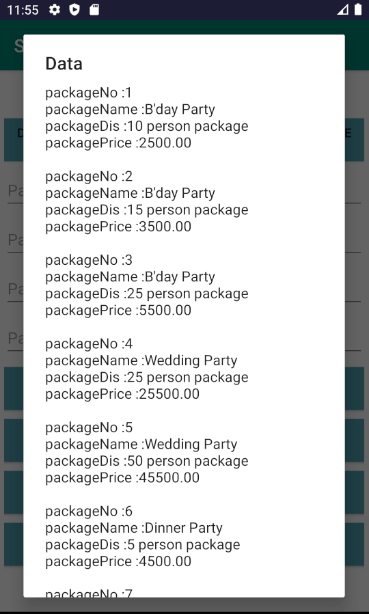 11:55
S
Data
packageNo :1
packageName :B'day Party
packageDis :10 person package
packagePrice :2500.00
packageNo :2
packageName :B'day Party
packageDis :15 person package
packagePrice :3500.00
packageNo :3
packageName :B'day Party
packageDis :25 person package
packagePrice :5500.00
packageNo :4
packageName :Wedding Party
packageDis :25 person package
packagePrice :25500.00
packageNo :5
packageName :Wedding Party
packageDis :50 person package
packagePrice :45500.00
packageNo :6
packageName :Dinner Party
packageDis :5 person package
packagePrice :4500.00
packageNo :7